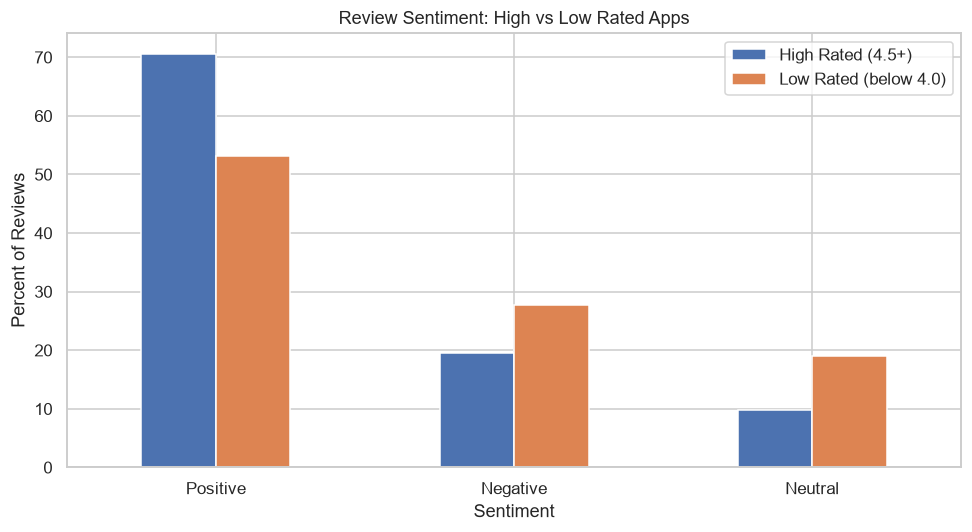 Review Sentiment: High vs Low Rated Apps
High Rated (4.5+)
Low Rated (below 4.0)
Percent of Reviews
70
60
50
40
30
20
10
0
Positive
Negative
Neutral
Sentiment